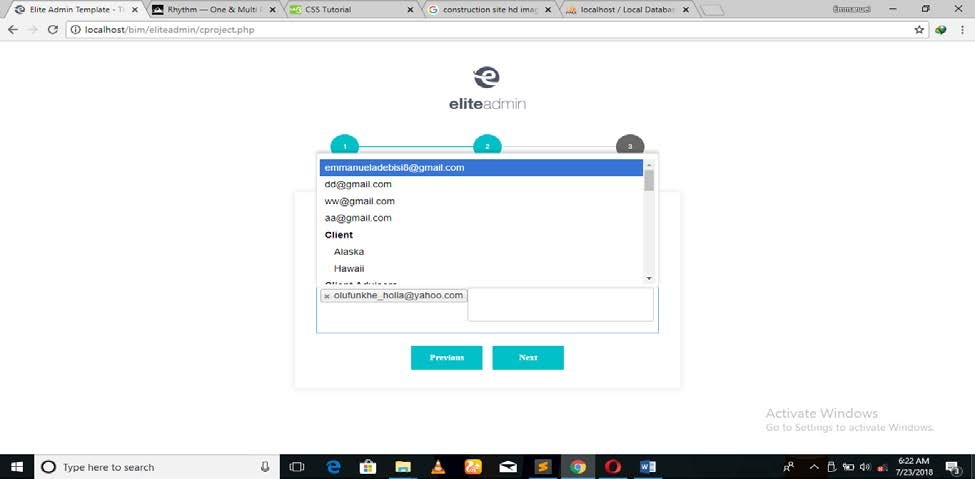 Elite Admin Template - T
Rhythm — One & Multi
CSS Tutorial
construction site hd imag
localhost / Local Databas
Emmanuel
localhost/bim/eliteadmin/cproject.php
eliteadmin
1
2
3
emmanueladebisi8@gmail.com
dd@gmail.com
ww@gmail.com
aa@gmail.com
Client
Alaska
Hawaii
Client Advisors
× olufunkhe_holla@yahoo.com
Previous
Next
Activate Windows
Go to Settings to activate Windows.
Type here to search
6:22 AM
7/23/2018
3